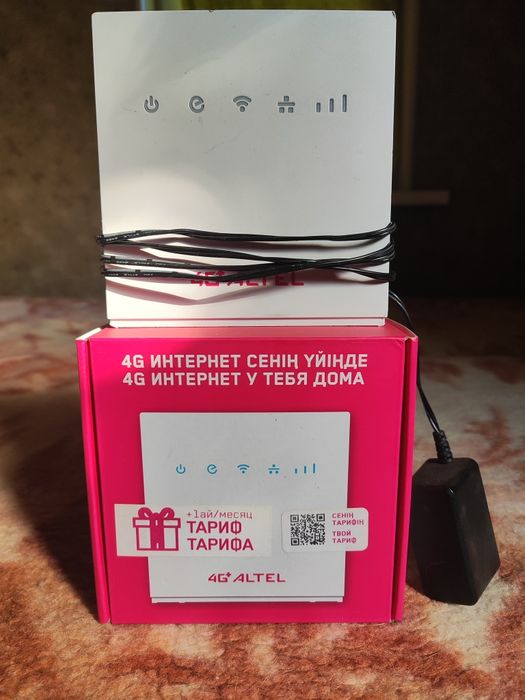 4G+ ALTEL
4G ИНТЕРНЕТ СЕНІҢ ҮЙІҢДЕ
4G ИНТЕРНЕТ У ТЕБЯ ДОМА
+1ай/месяц
ТАРИФ
ТАРИФА
СЕНІҢ
ТАРИФІҢ
ТВОЙ
ТАРИФ
4G+ ALTEL